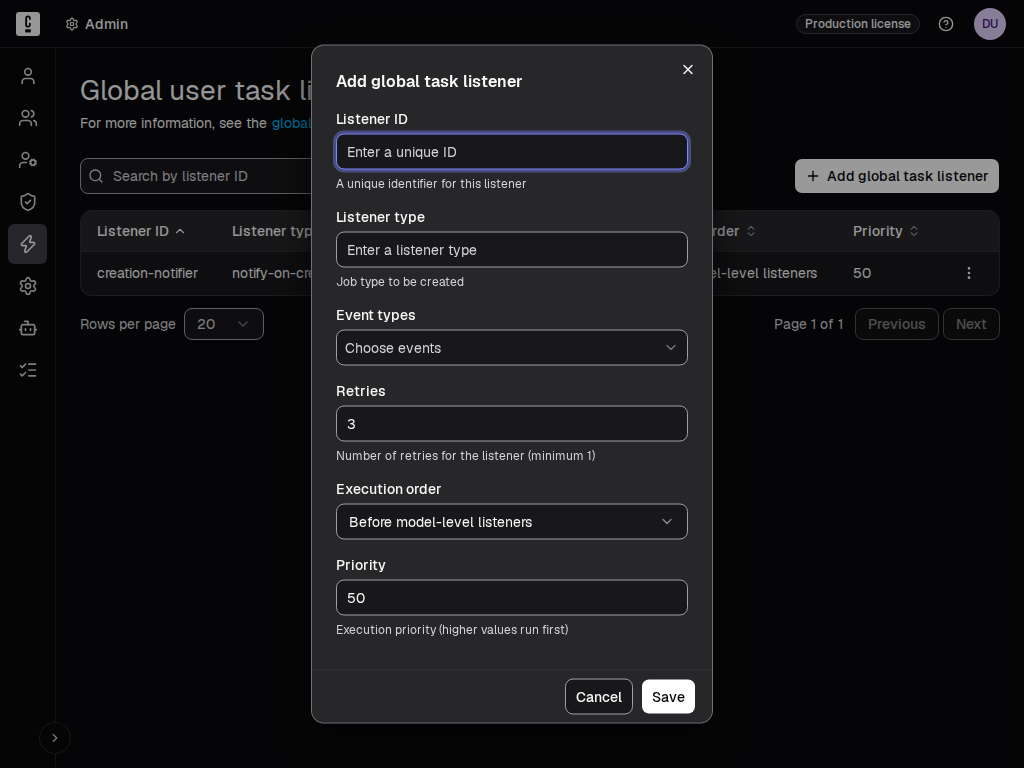 Admin
Production license
DU
Global user task li
For more information, see the global
Search by listener ID
Add global task listener
Listener ID
Listener typ
rder
Priority
creation-notifier
notify-on-cre
el-level listeners
50
Rows per page
20
Page 1 of 1
Previous
Next
Add global task listener
Listener ID
Enter a unique ID
A unique identifier for this listener
Listener type
Enter a listener type
Job type to be created
Event types
Choose events
Retries
3
Number of retries for the listener (minimum 1)
Execution order
Before model-level listeners
Priority
50
Execution priority (higher values run first)
Cancel
Save